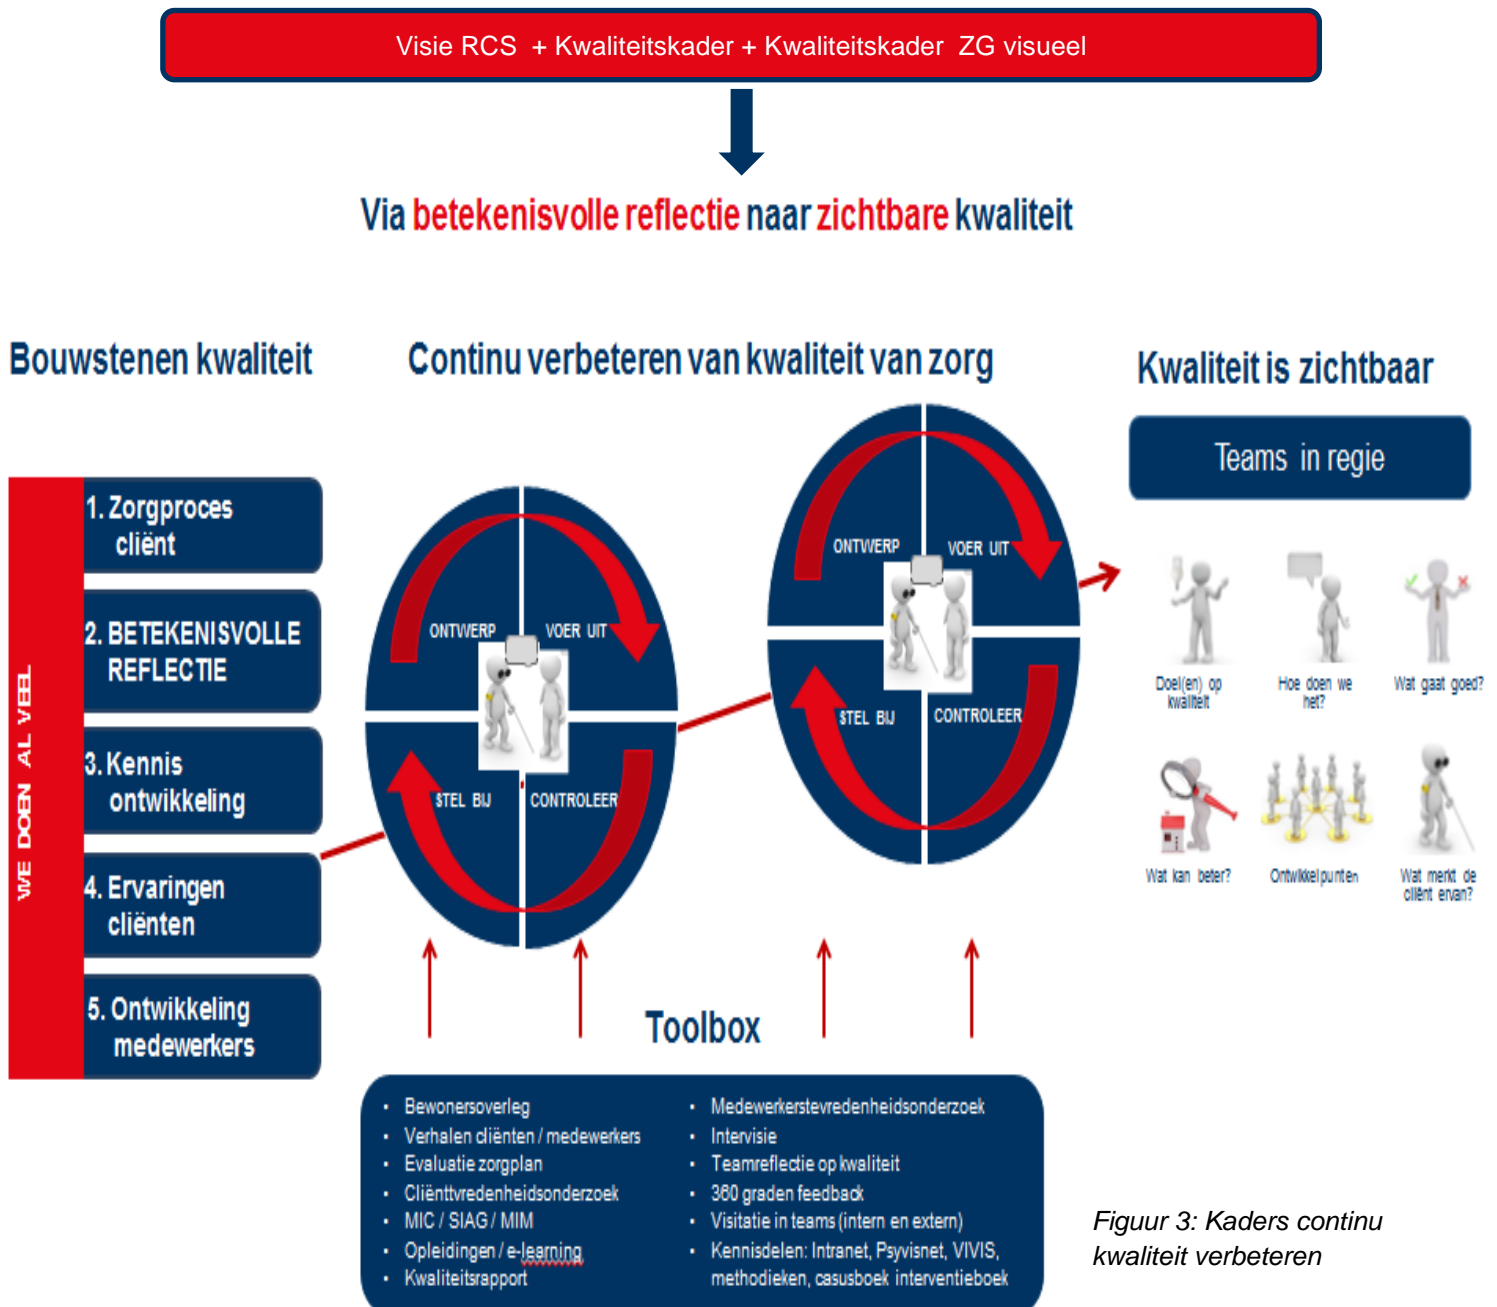 Visie RCS + Kwaliteitskader + Kwaliteitskader ZG visueel
Via betekenisvolle reflectie naar zichtbare kwaliteit
Bouwstenen kwaliteit
WE DOEN AL VEEL
1. Zorgproces
cliënt
2. BETEKENISVOLLE
REFLECTIE
3. Kennis
ontwikkeling
4. Ervaringen
cliënten
5. Ontwikkeling
medewerkers
Continu verbeteren van kwaliteit van zorg
ONTWERP
VOER UIT
STEL BIJ
CONTROLEER
ONTWERP
VOER UIT
STEL BIJ
CONTROLEER
Kwaliteit is zichtbaar
Teams in regie
Doel(en) op
kwaliteit
Hoe doen we
het?
Wat gaat goed?
Wat kan beter?
Ontwikkelpunten
Wat merkt de
cliënt ervan?
Toolbox
• Bewonersoverleg
• Verhalen cliënten / medewerkers
• Evaluatie zorgplan
• Cliënttvredenheidsonderzoek
• MIC / SIAG / MIM
• Opleidingen / e-learning
• Kwaliteitsrapport
• Medewerkerstevredenheidsonderzoek
• Intervisie
• Teamreflectie op kwaliteit
• 360 graden feedback
• Visitatie in teams (intern en extern)
• Kennisdelen: Intranet, Psyvisnet, VIVIS,
methodieken, casusboek interventieboek
Figuur 3: Kaders continu
kwaliteit verbeteren